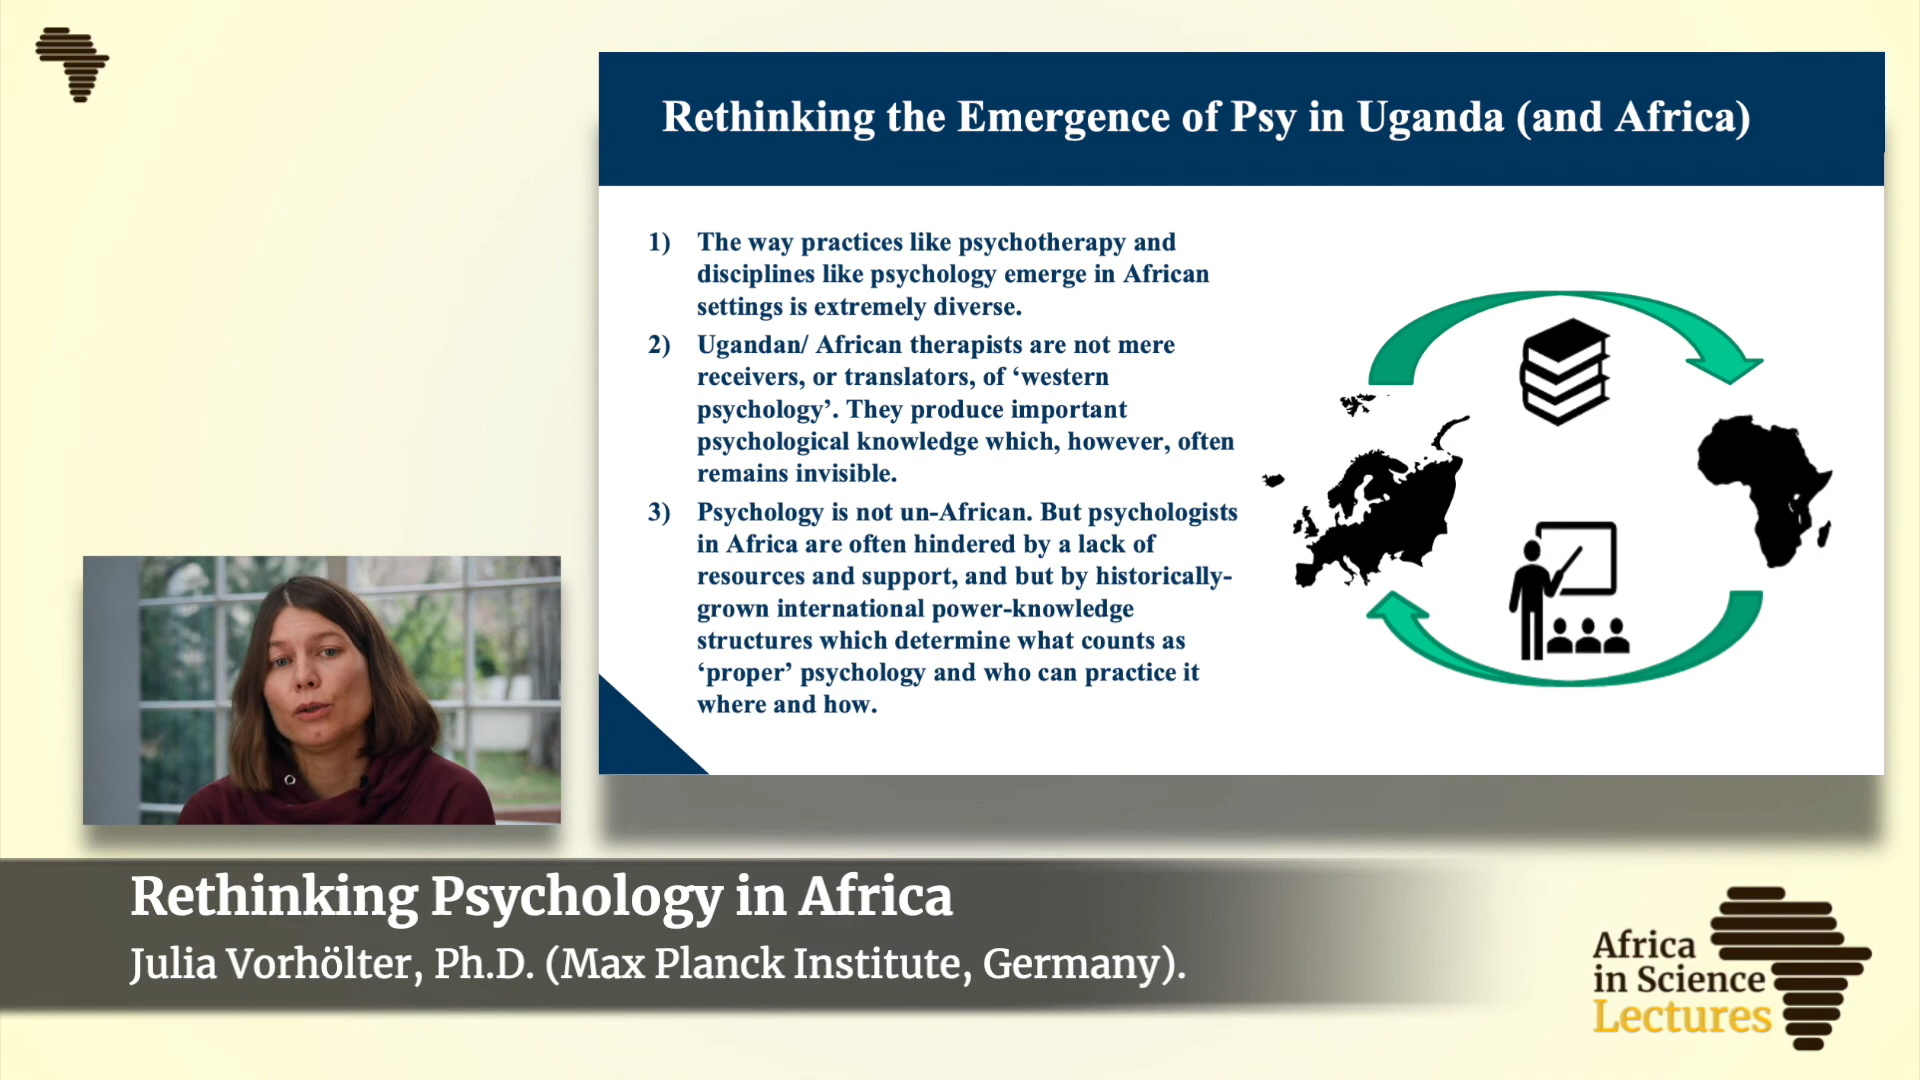 Rethinking the Emergence of Psy in Uganda (and Africa)
1) The way practices like psychotherapy and
disciplines like psychology emerge in African
settings is extremely diverse.
2) Ugandan/ African therapists are not mere
receivers, or translators, of ‘western
psychology’. They produce important
psychological knowledge which, however, often
remains invisible.
3) Psychology is not un-African. But psychologists
in Africa are often hindered by a lack of
resources and support, and but by historically-
grown international power-knowledge
structures which determine what counts as
‘proper’ psychology and who can practice it
where and how.
Rethinking Psychology in Africa
Julia Vorhölter, Ph.D. (Max Planck Institute, Germany).
Africa
in Science
Lectures